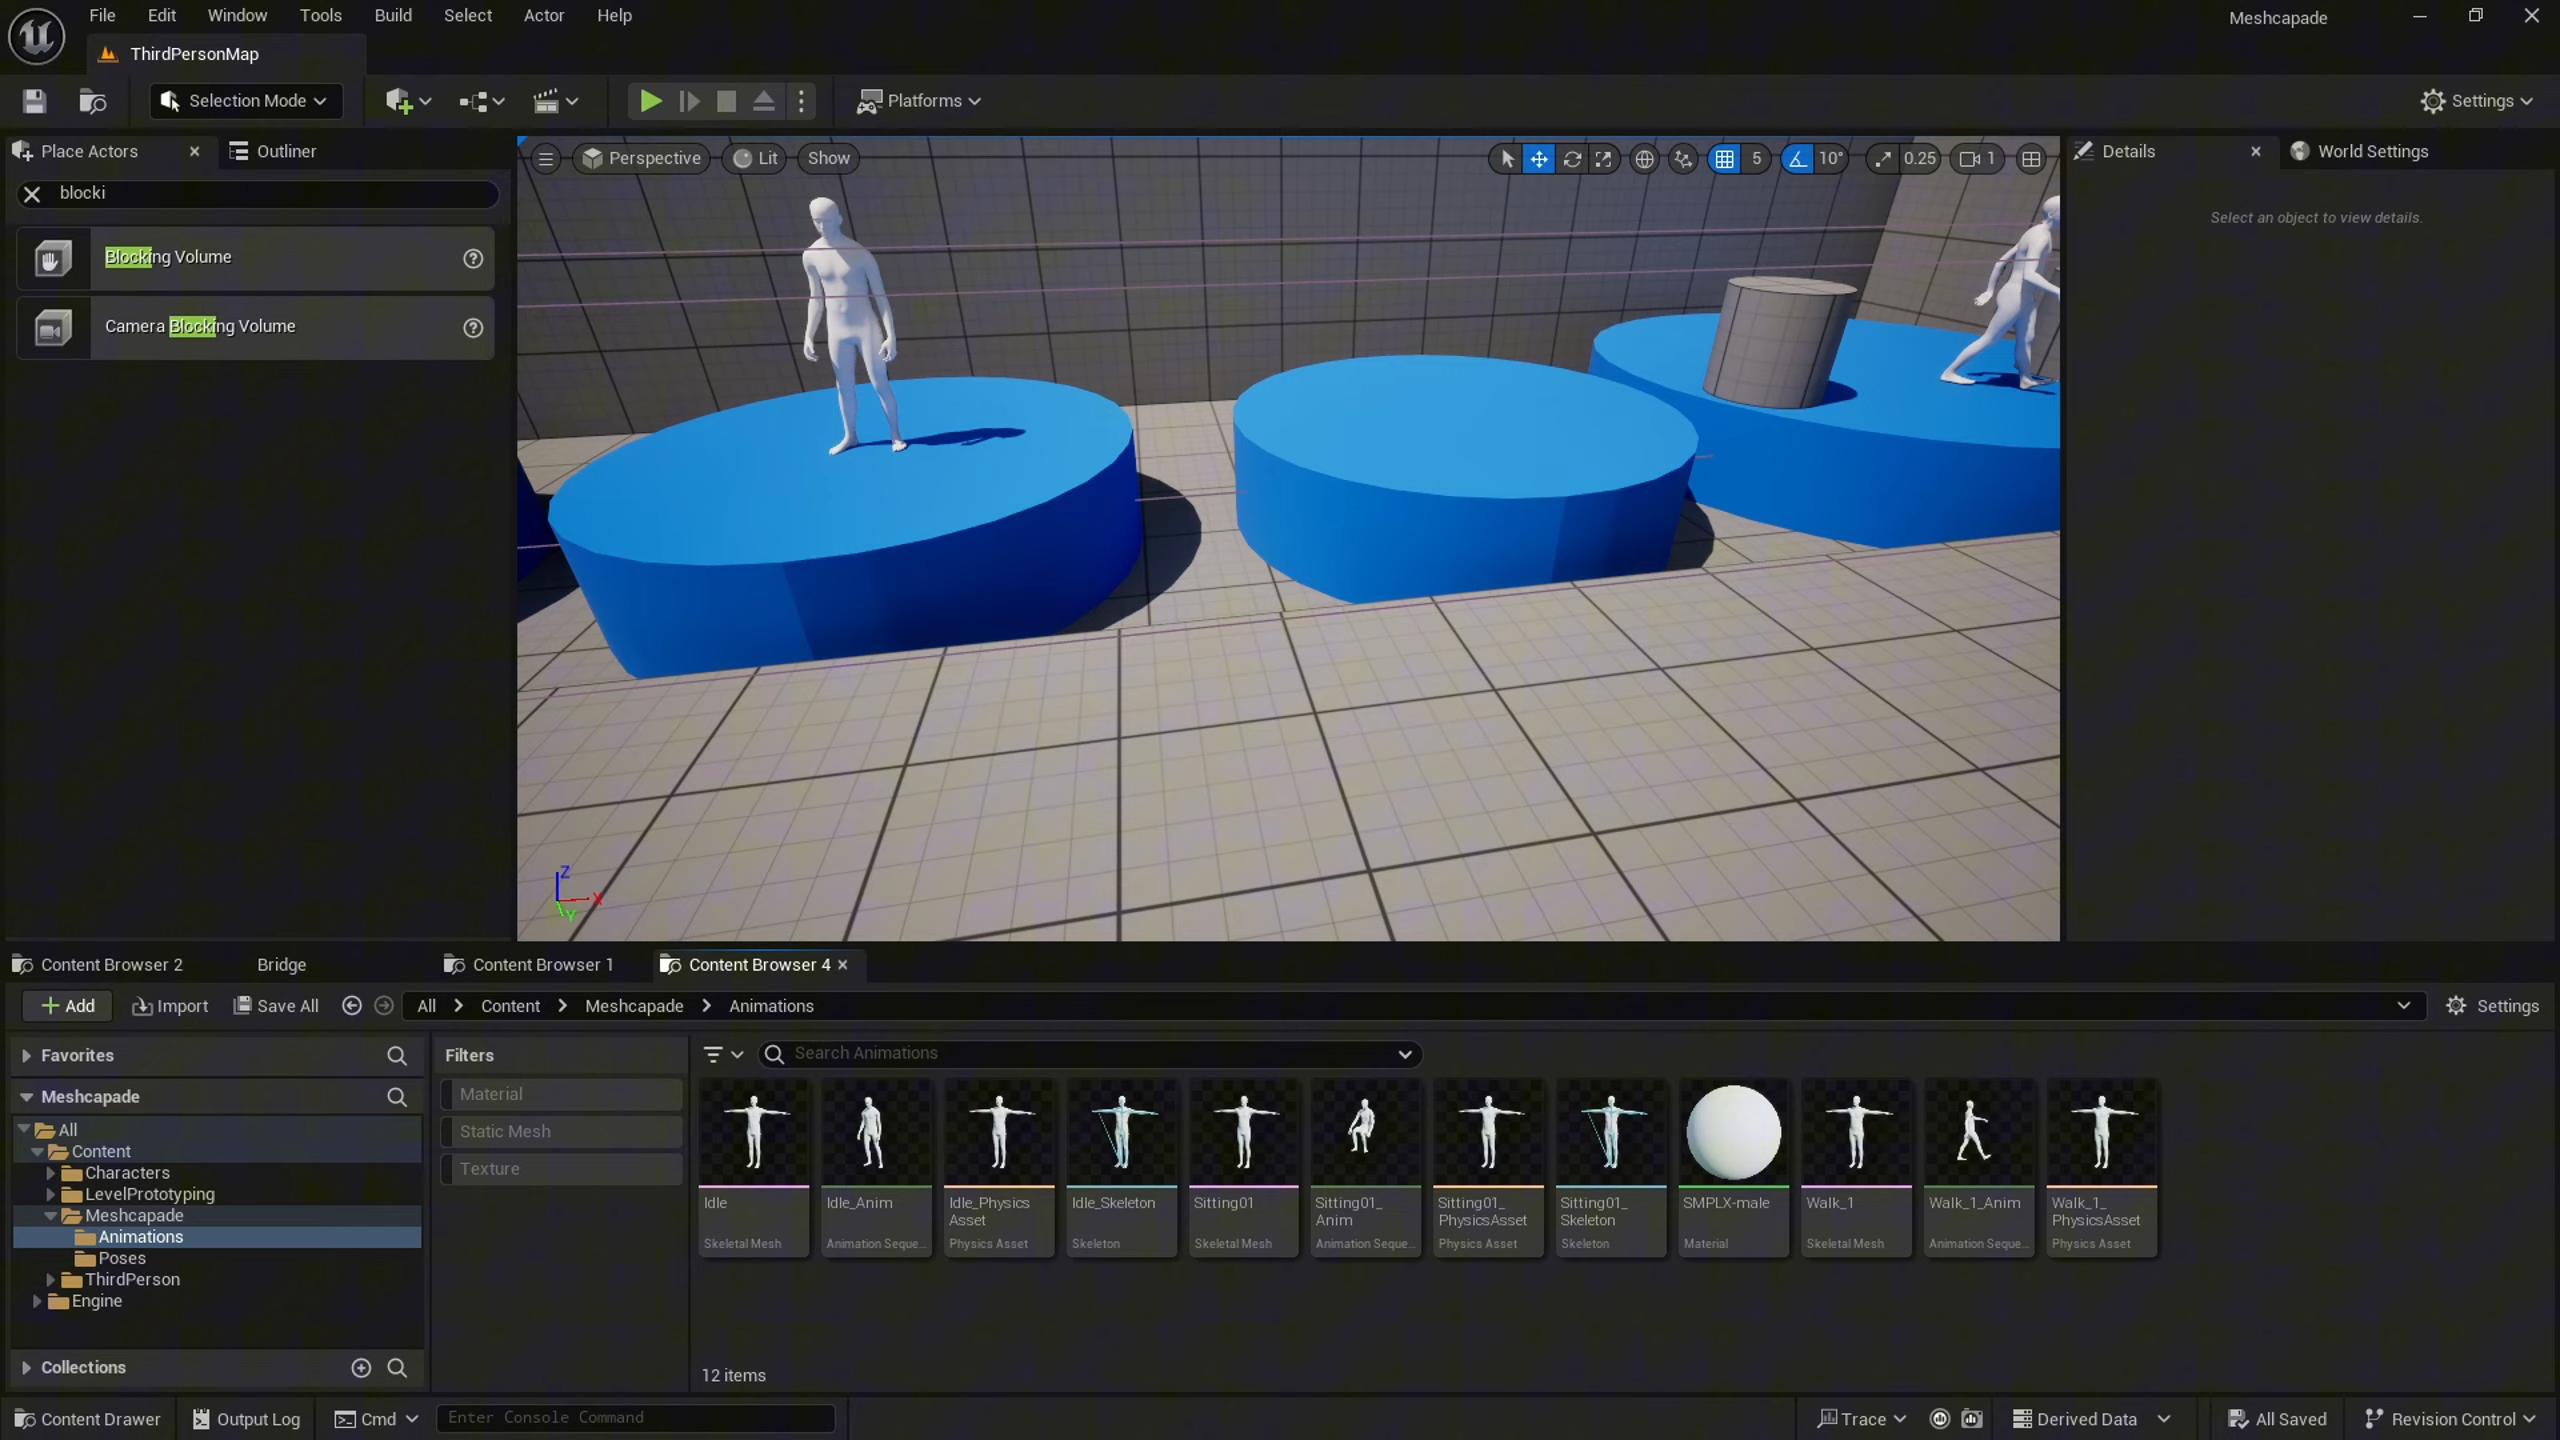 File Edit Window Tools Build Select Actor Help
Meshcapade
ThirdPersonMap
Selection Mode
Platforms
Settings
Place Actors
Outliner
blocki
Blocking Volume
Camera Blocking Volume
Perspective
Lit
Show
5
10°
0.25
1
Details
World Settings
Select an object to view details.
Z
X
Y
Content Browser 2
Bridge
Content Browser 1
Content Browser 4
Add
Import
Save All
All > Content > Meshcapade > Animations
Settings
Favorites
Meshcapade
All
Content
Characters
LevelPrototyping
Meshcapade
Animations
Poses
ThirdPerson
Engine
Collections
Filters
Material
Static Mesh
Texture
Search Animations
Idle
Skeletal Mesh
Idle_Anim
Animation Seque...
Idle_Physics
Asset
Physics Asset
Idle_Skeleton
Skeleton
Sitting01
Skeletal Mesh
Sitting01_
Anim
Animation Seque...
Sitting01_
PhysicsAsset
Physics Asset
Sitting01_
Skeleton
Skeleton
SMPLX-male
Material
Walk_1
Skeletal Mesh
Walk_1_Anim
Animation Seque...
Walk_1_
PhysicsAsset
Physics Asset
12 items
Content Drawer
Output Log
Cmd
Enter Console Command
Trace
Derived Data
All Saved
Revision Control